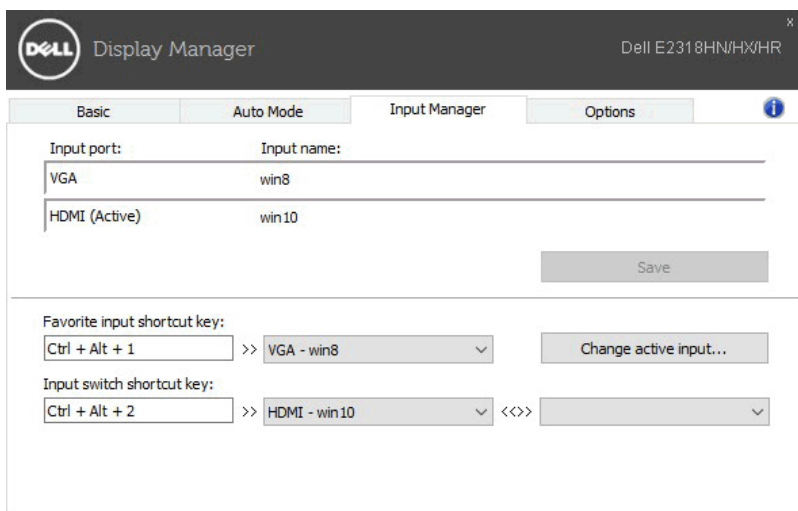 x
DELL Display Manager Dell E2318HN/HX/HR
Basic Auto Mode Input Manager Options i
Input port: Input name:
VGA win8
HDMI (Active) win10
Save
Favorite input shortcut key:
Ctrl + Alt + 1 >> VGA - win8 Change active input...
Input switch shortcut key:
Ctrl + Alt + 2 >> HDMI - win10 <<>>